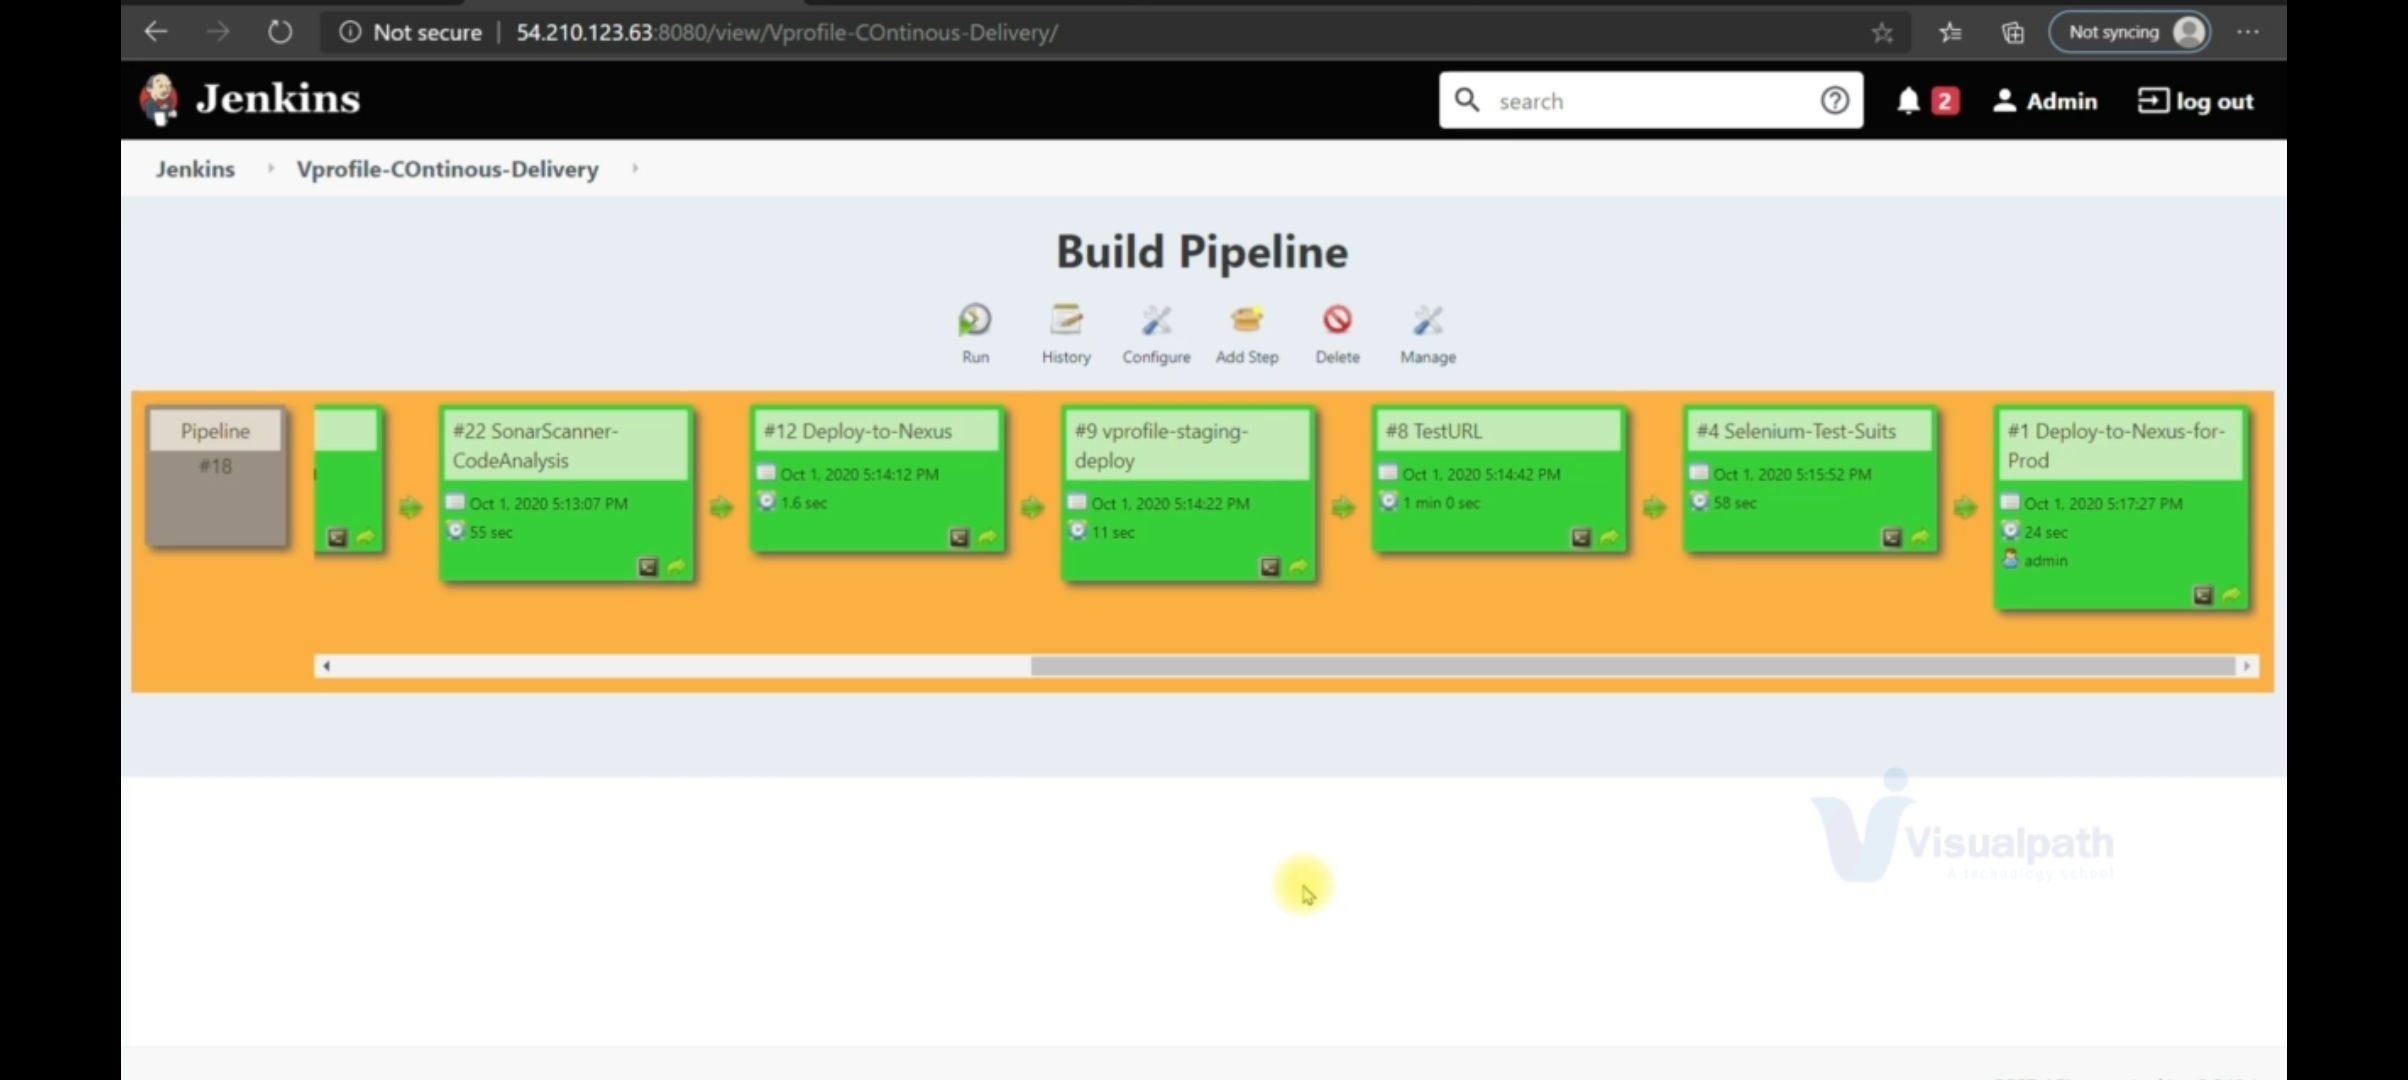 Not secure | 54.210.123.63:8080/view/Vprofile-COntinous-Delivery/
Not syncing
Jenkins
search
2
Admin
log out
Jenkins
Vprofile-COntinous-Delivery
Build Pipeline
Run
History
Configure
Add Step
Delete
Manage
Pipeline
#18
#22 SonarScanner-
CodeAnalysis
Oct 1, 2020 5:13:07 PM
55 sec
#12 Deploy-to-Nexus
Oct 1, 2020 5:14:12 PM
1.6 sec
#9 vprofile-staging-
deploy
Oct 1, 2020 5:14:22 PM
11 sec
#8 TestURL
Oct 1, 2020 5:14:42 PM
1 min 0 sec
#4 Selenium-Test-Suits
Oct 1, 2020 5:15:52 PM
58 sec
#1 Deploy-to-Nexus-for-
Prod
Oct 1, 2020 5:17:27 PM
24 sec
admin
Visualpath
A technology school